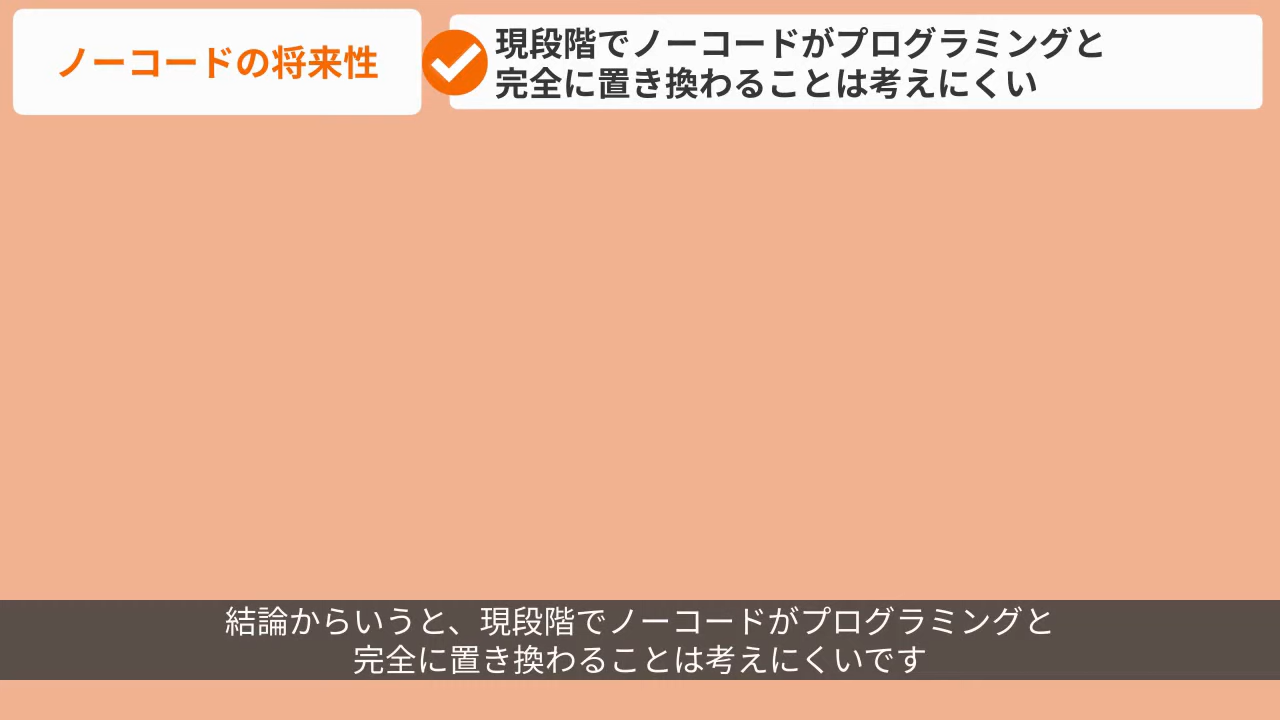 ノーコードの将来性
現段階でノーコードがプログラミングと
完全に置き換わることは考えにくい
結論からいうと、現段階でノーコードがプログラミングと
完全に置き換わることは考えにくいです